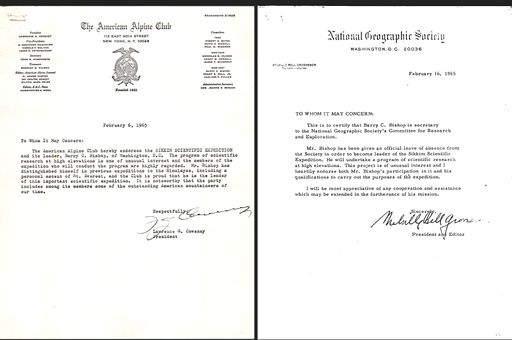 The American Alpine Club
113 EAST 90TH STREET
NEW YORK, N.Y. 10028
Founded 1902
February 6, 1965
To Whom It May Concern:
The American Alpine Club hereby endorses the SIKKIM SCIENTIFIC EXPEDITION
and its leader, Barry C. Bishop, of Washington, D.C. The program of scientific
research at high elevations is one of unusual interest and the members of the
expedition who will conduct the program are highly regarded. Mr. Bishop has
distinguished himself in previous expeditions to the Himalayas, including a
personal ascent of Mt. Everest, and the Club is proud that he is the leader
of this important scientific expedition. It is noteworthy that the party
includes among its members some of the outstanding American mountaineers of
our time.
Respectfully,
Lawrence G. Coveney
President
National Geographic Society
WASHINGTON, D.C. 20036
MELVILLE BELL GROSVENOR
February 16, 1965
TO WHOM IT MAY CONCERN:
This is to certify that Barry C. Bishop is secretary
to the National Geographic Society's Committee for Research
and Exploration.
Mr. Bishop has been given an official leave of absence from
the Society in order to become leader of the Sikkim Scientific
Expedition. He will undertake a program of scientific research
at high elevations. This project is of unusual interest and I
heartily endorse both Mr. Bishop's participation in it and his
qualifications to carry out the purposes of the expedition.
I will be most appreciative of any cooperation and assistance
which may be extended in the furtherance of his mission.
Sincerely,
Melville Bell Grosvenor
President and Editor